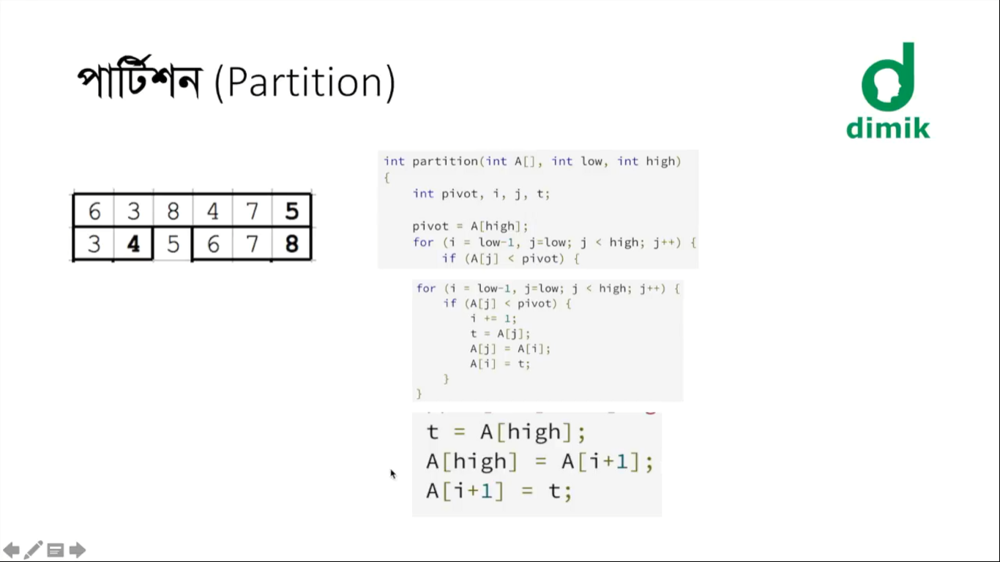 পার্টিশন (Partition)
dimik
6 3 8 4 7 5
3 4 5 6 7 8
int partition(int A[], int low, int high)
{
int pivot, i, j, t;
pivot = A[high];
for (i = low-1, j=low; j < high; j++) {
if (A[j] < pivot) {
for (i = low-1, j=low; j < high; j++) {
if (A[j] < pivot) {
i += 1;
t = A[j];
A[j] = A[i];
A[i] = t;
}
}
t = A[high];
A[high] = A[i+1];
A[i+1] = t;